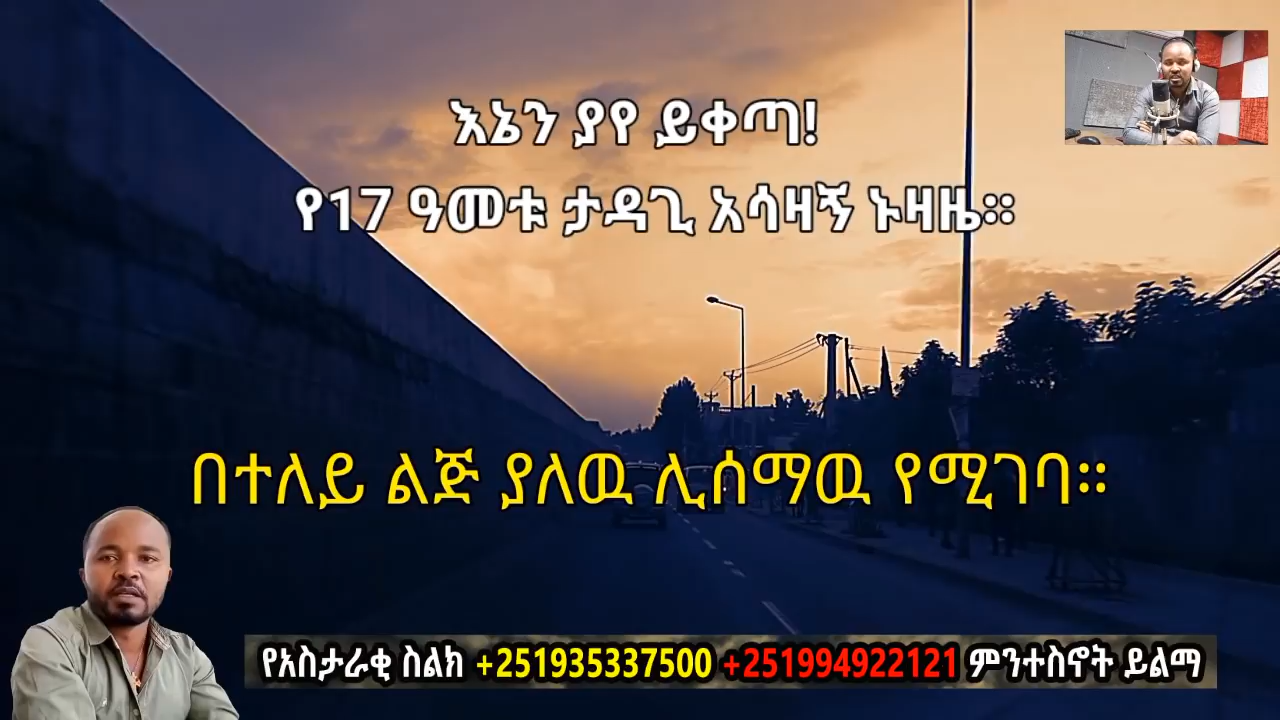 እኔን ያየ ይቀጣ!
የ17 ዓመቱ ታዳጊ አሳዛኝ ኑዛዜ።
በተለይ ልጅ ያለዉ ሊሰማዉ የሚገባ።
የአስታራቂ ስልክ +251935337500 +251994922121 ምንተስኖት ይልማ